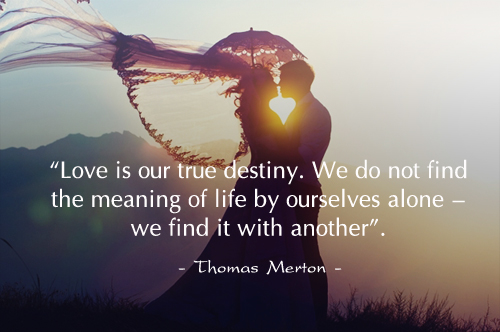 “Love is our true destiny. We do not find
the meaning of life by ourselves alone –
we find it with another”.
- Thomas Merton -